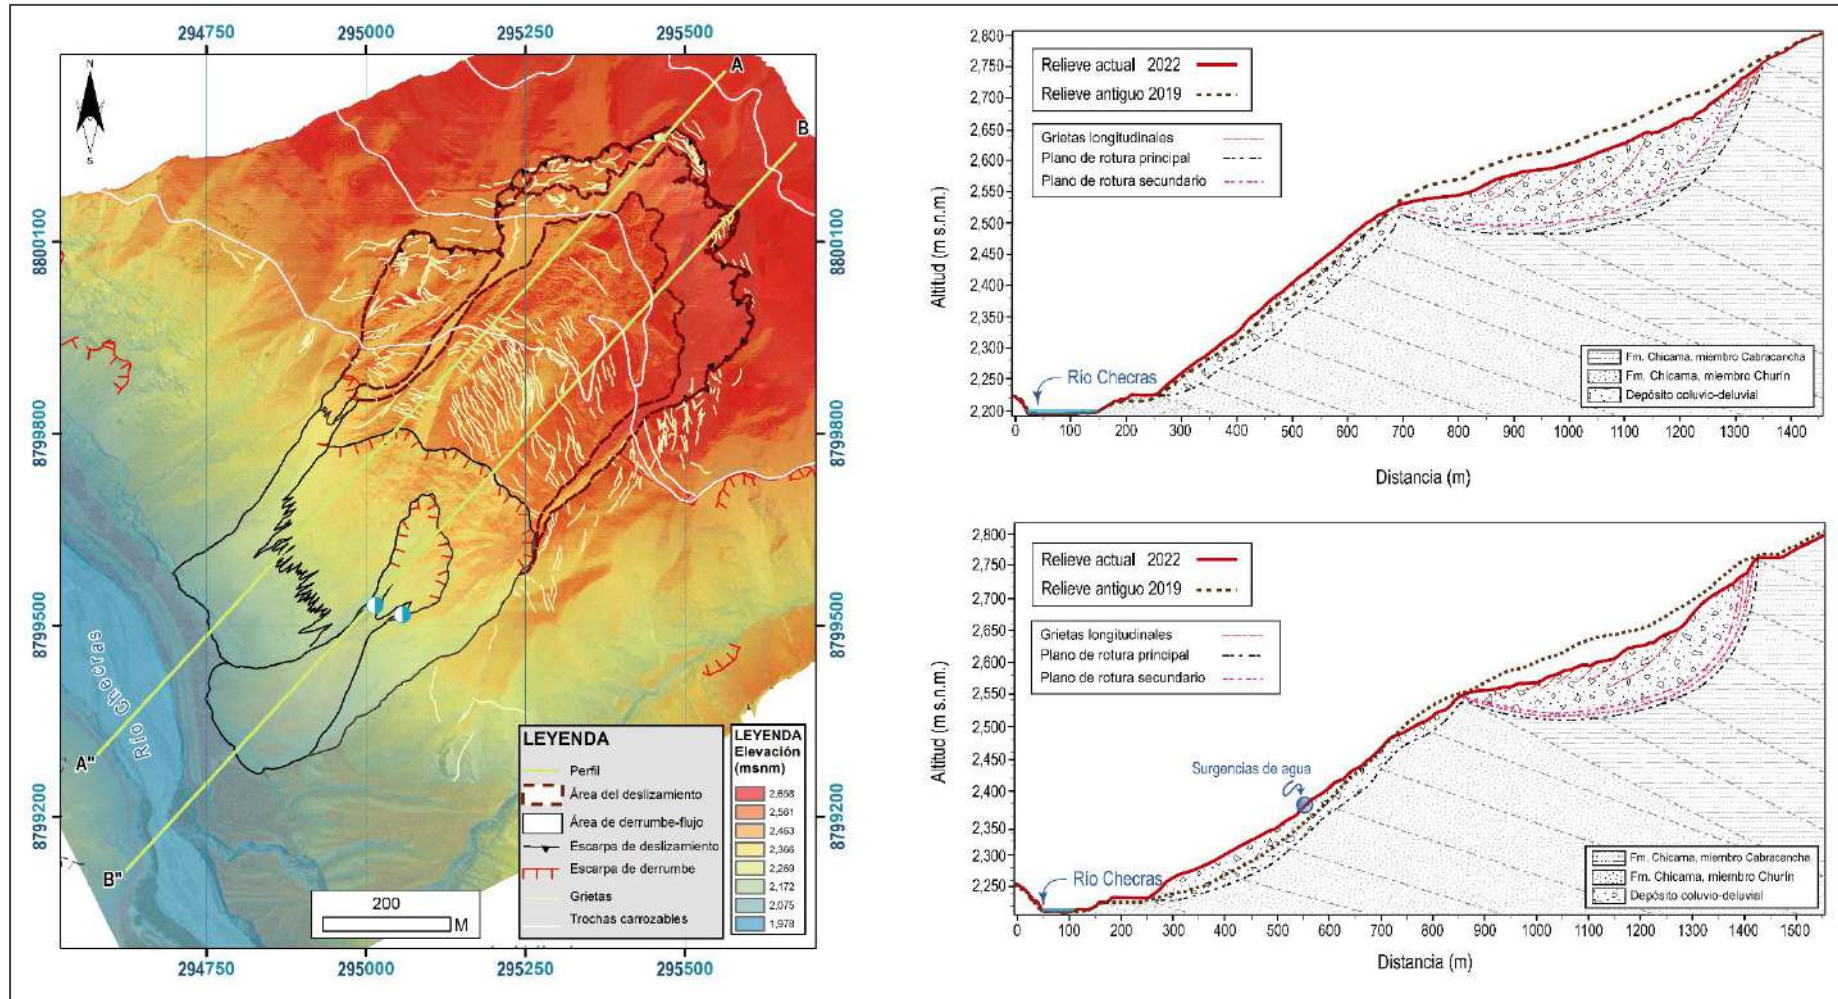 294750 295000 295250 295500
N
S
A
B
8800100
8799800
8799500
8799200
8800100
8799800
8799500
8799200
Río Checras
A"
B"
LEYENDA
Perfil
Área del deslizamiento
Área de derrumbe-flujo
Escarpa de deslizamiento
Escarpa de derrumbe
Grietas
Trochas carrozables
LEYENDA
Elevación
(msnm)
2,658
2,561
2,463
2,366
2,269
2,172
2,075
1,978
200
M
294750 295000 295250 295500
Altitud (m s.n.m.)
2,800
2,750
2,700
2,650
2,600
2,550
2,500
2,450
2,400
2,350
2,300
2,250
2,200
Relieve actual 2022
Relieve antiguo 2019
Grietas longitudinales
Plano de rotura principal
Plano de rotura secundario
Río Checras
Fm. Chicama, miembro Cabracancha
Fm. Chicama, miembro Churín
Depósito coluvio-deluvial
0 100 200 300 400 500 600 700 800 900 1000 1100 1200 1300 1400
Distancia (m)
Altitud (m s.n.m.)
2,800
2,750
2,700
2,650
2,600
2,550
2,500
2,450
2,400
2,350
2,300
2,250
Relieve actual 2022
Relieve antiguo 2019
Grietas longitudinales
Plano de rotura principal
Plano de rotura secundario
Surgencias de agua
Río Checras
Fm. Chicama, miembro Cabracancha
Fm. Chicama, miembro Churín
Depósito coluvio-deluvial
0 100 200 300 400 500 600 700 800 900 1000 1100 1200 1300 1400 1500
Distancia (m)